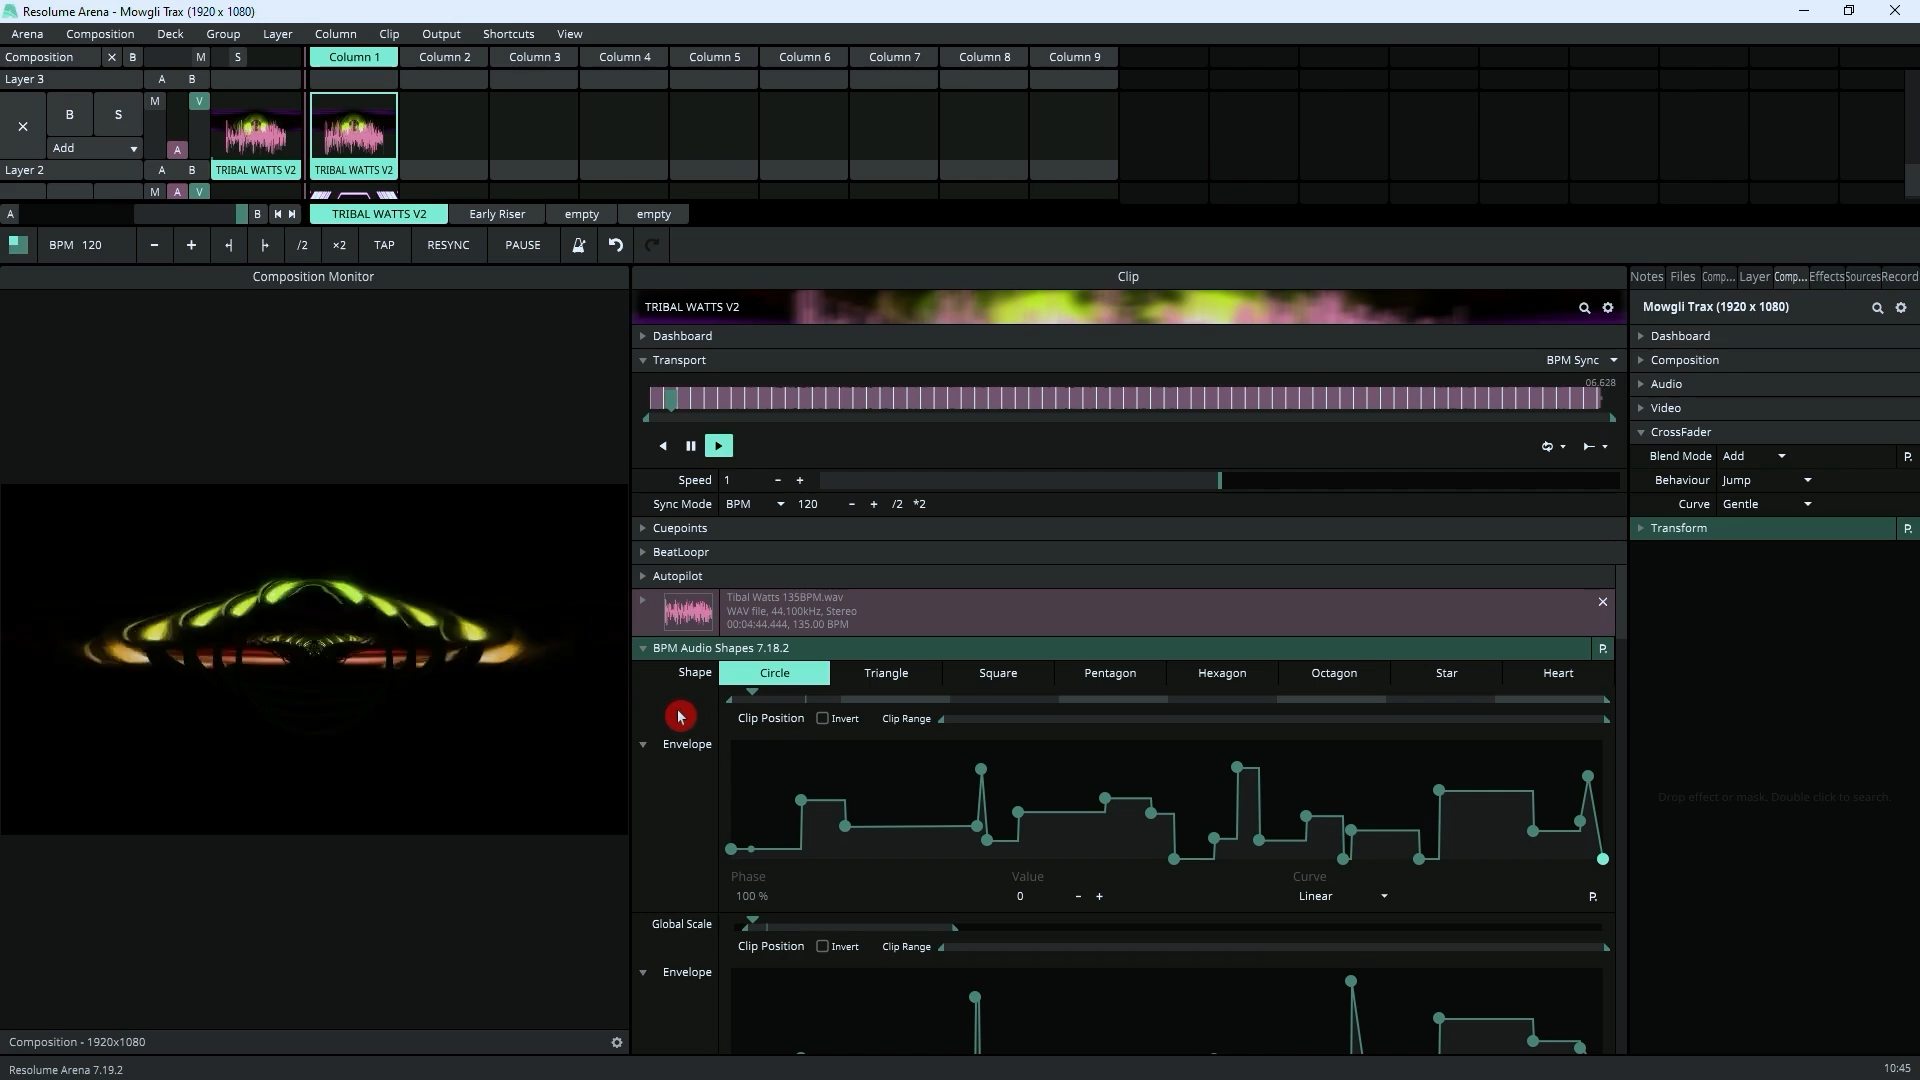 Resolume Arena - Mowgli Trax (1920 x 1080)
Arena Composition Deck Group Layer Column Clip Output Shortcuts View
Composition B M S Column 1 Column 2 Column 3 Column 4 Column 5 Column 6 Column 7 Column 8 Column 9
Layer 3 A B
M V
B S
Add A
Layer 2 A B TRIBAL WATTS V2 TRIBAL WATTS V2
M A V
A B TRIBAL WATTS V2 Early Riser empty empty
BPM 120 - + /2 ×2 TAP RESYNC PAUSE
Composition Monitor
Clip
Notes Files Comp... Layer Comp... Effects Sources Record
TRIBAL WATTS V2
Mowgli Trax (1920 x 1080)
Dashboard
Dashboard
Transport BPM Sync
Composition
06.628
Audio
Video
CrossFader
Blend Mode Add P.
Speed 1 - +
Behaviour Jump
Sync Mode BPM 120 - + /2 *2
Curve Gentle
Cuepoints
Transform P.
BeatLoopr
Autopilot
Tibal Watts 135BPM.wav
WAV file, 44.100kHz, Stereo
00:04:44.444, 135.00 BPM
BPM Audio Shapes 7.18.2 P.
Shape Circle Triangle Square Pentagon Hexagon Octagon Star Heart
Clip Position Invert Clip Range
Envelope
Drop effect or mask. Double click to search.
Phase Value Curve
100 % 0 - + Linear P.
Global Scale
Clip Position Invert Clip Range
Envelope
Composition - 1920x1080
Resolume Arena 7.19.2 10:45